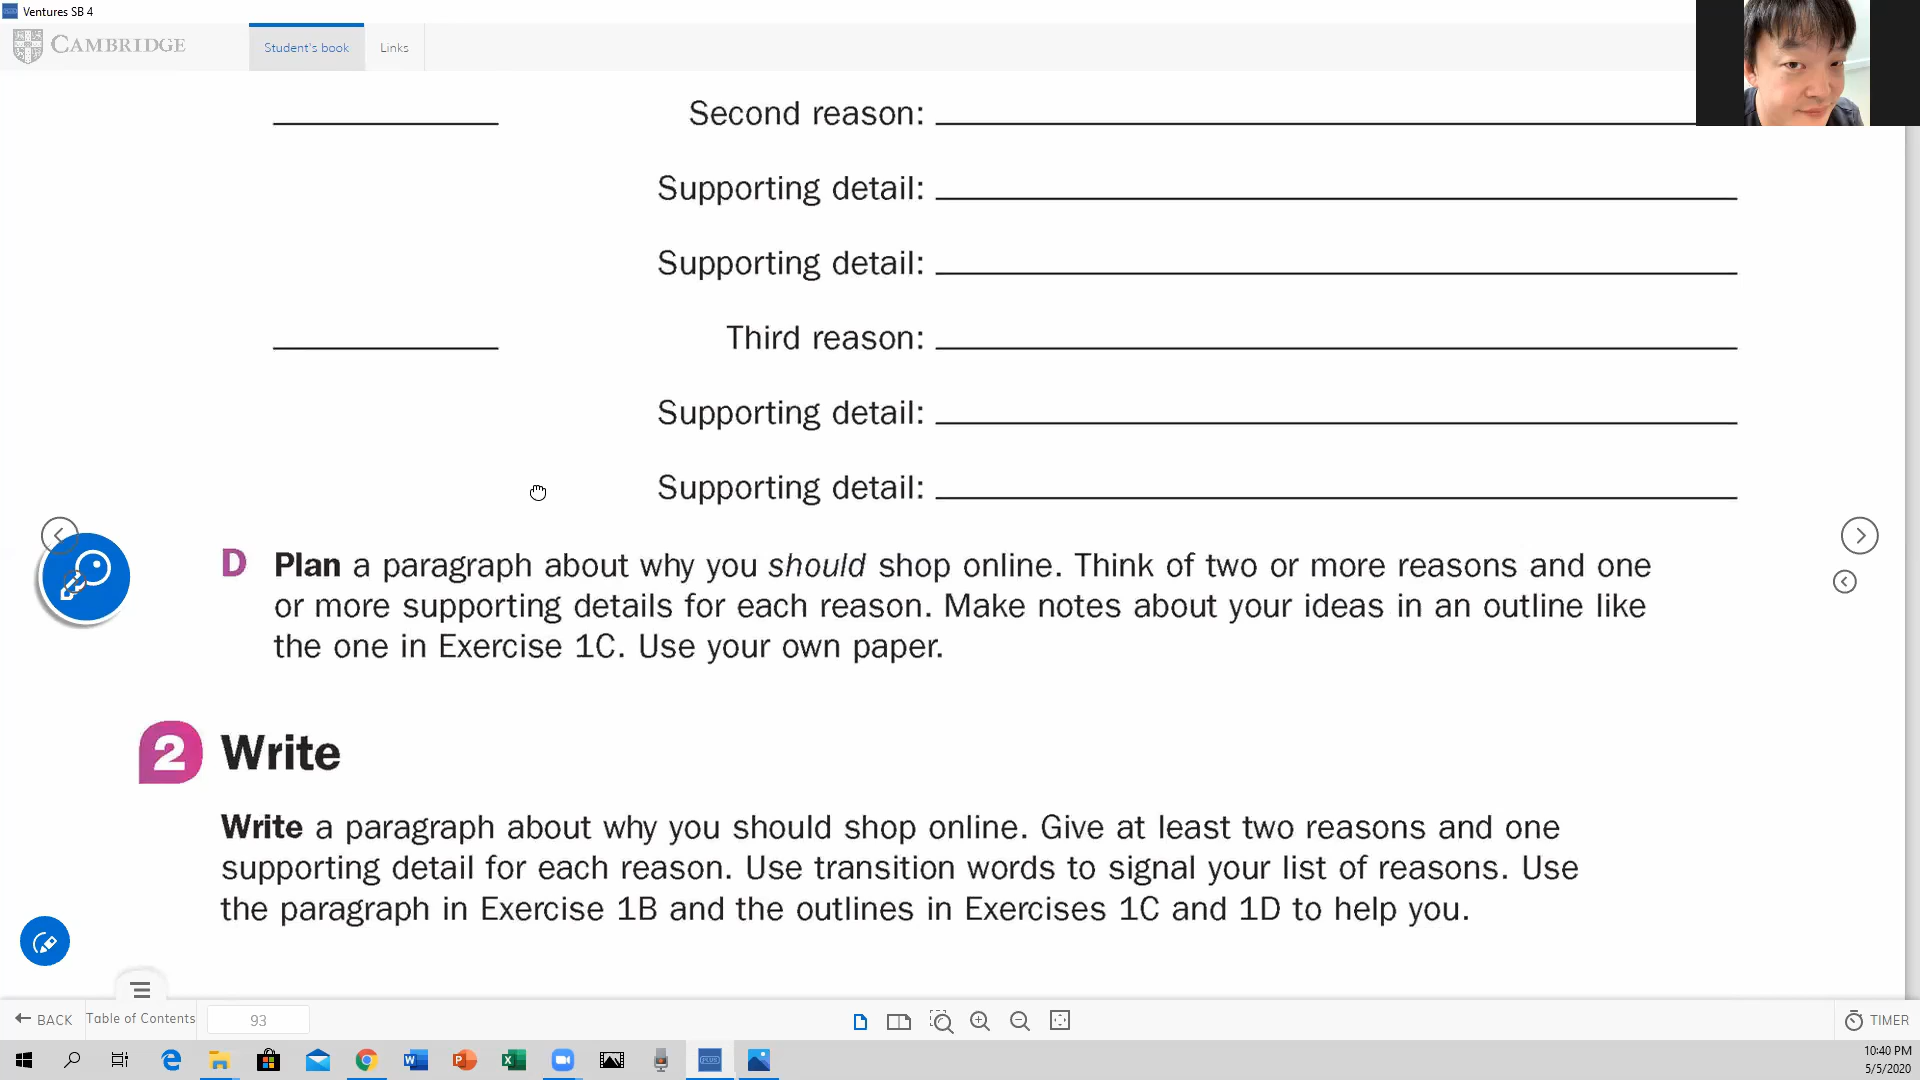 Ventures SB 4
CAMBRIDGE
Student's book
Links
Second reason:
Supporting detail:
Supporting detail:
Third reason:
Supporting detail:
Supporting detail:
D Plan a paragraph about why you should shop online. Think of two or more reasons and one
or more supporting details for each reason. Make notes about your ideas in an outline like
the one in Exercise 1C. Use your own paper.
2 Write
Write a paragraph about why you should shop online. Give at least two reasons and one
supporting detail for each reason. Use transition words to signal your list of reasons. Use
the paragraph in Exercise 1B and the outlines in Exercises 1C and 1D to help you.
BACK
Table of Contents
93
TIMER
10:40 PM
5/5/2020